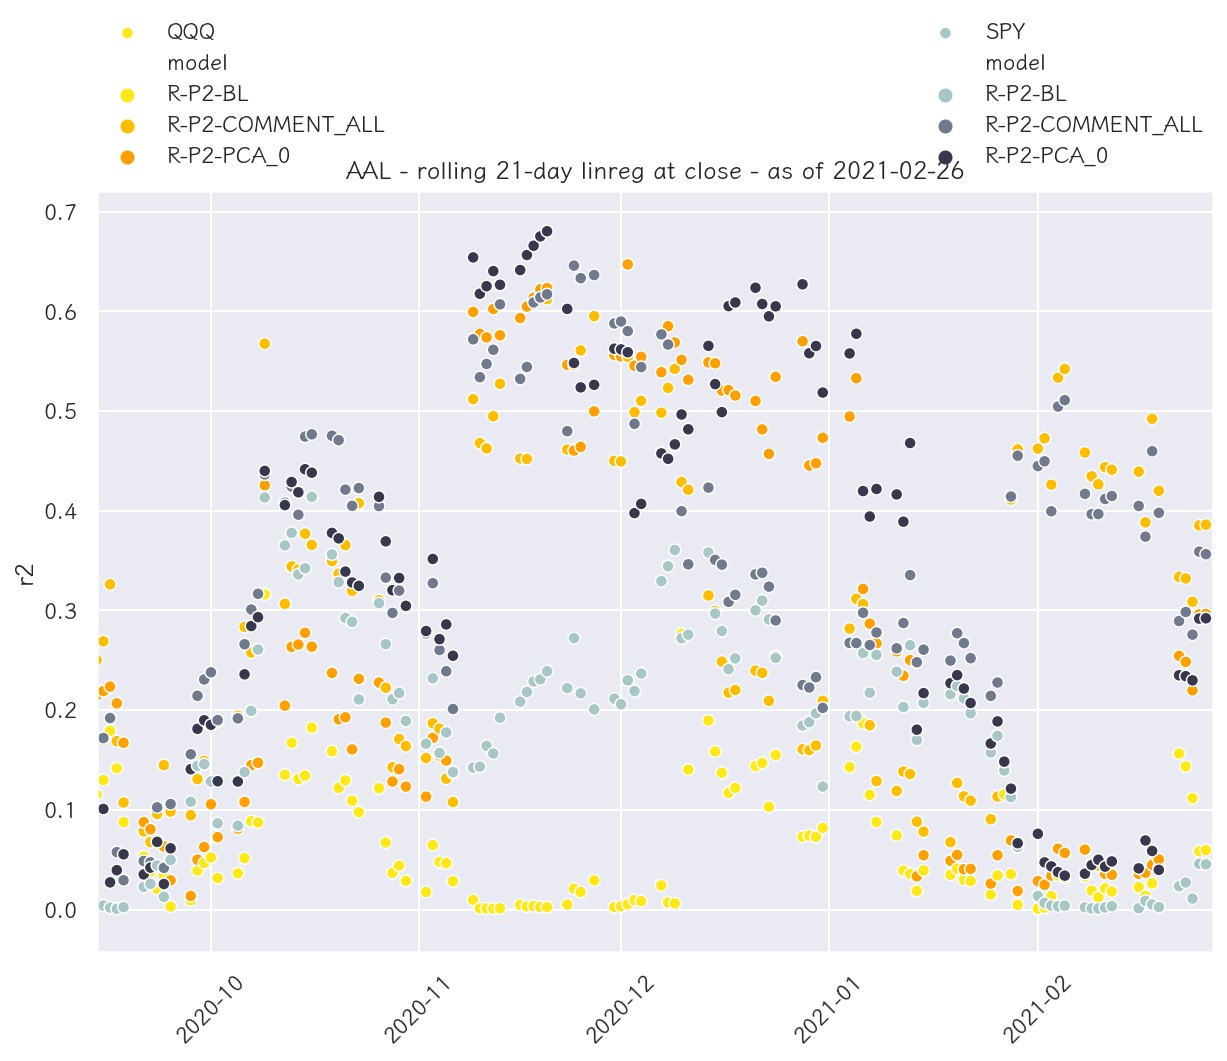 QQQ
model
R-P2-BL
R-P2-COMMENT_ALL
R-P2-PCA_0
SPY
model
R-P2-BL
R-P2-COMMENT_ALL
R-P2-PCA_0
AAL - rolling 21-day linreg at close - as of 2021-02-26
r2
0.7
0.6
0.5
0.4
0.3
0.2
0.1
0.0
2020-10
2020-11
2020-12
2021-01
2021-02